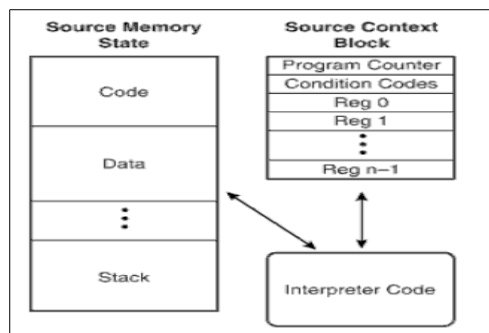 Source Memory
State
Code
Data
Stack
Source Context
Block
Program Counter
Condition Codes
Reg 0
Reg 1
Reg n–1
Interpreter Code